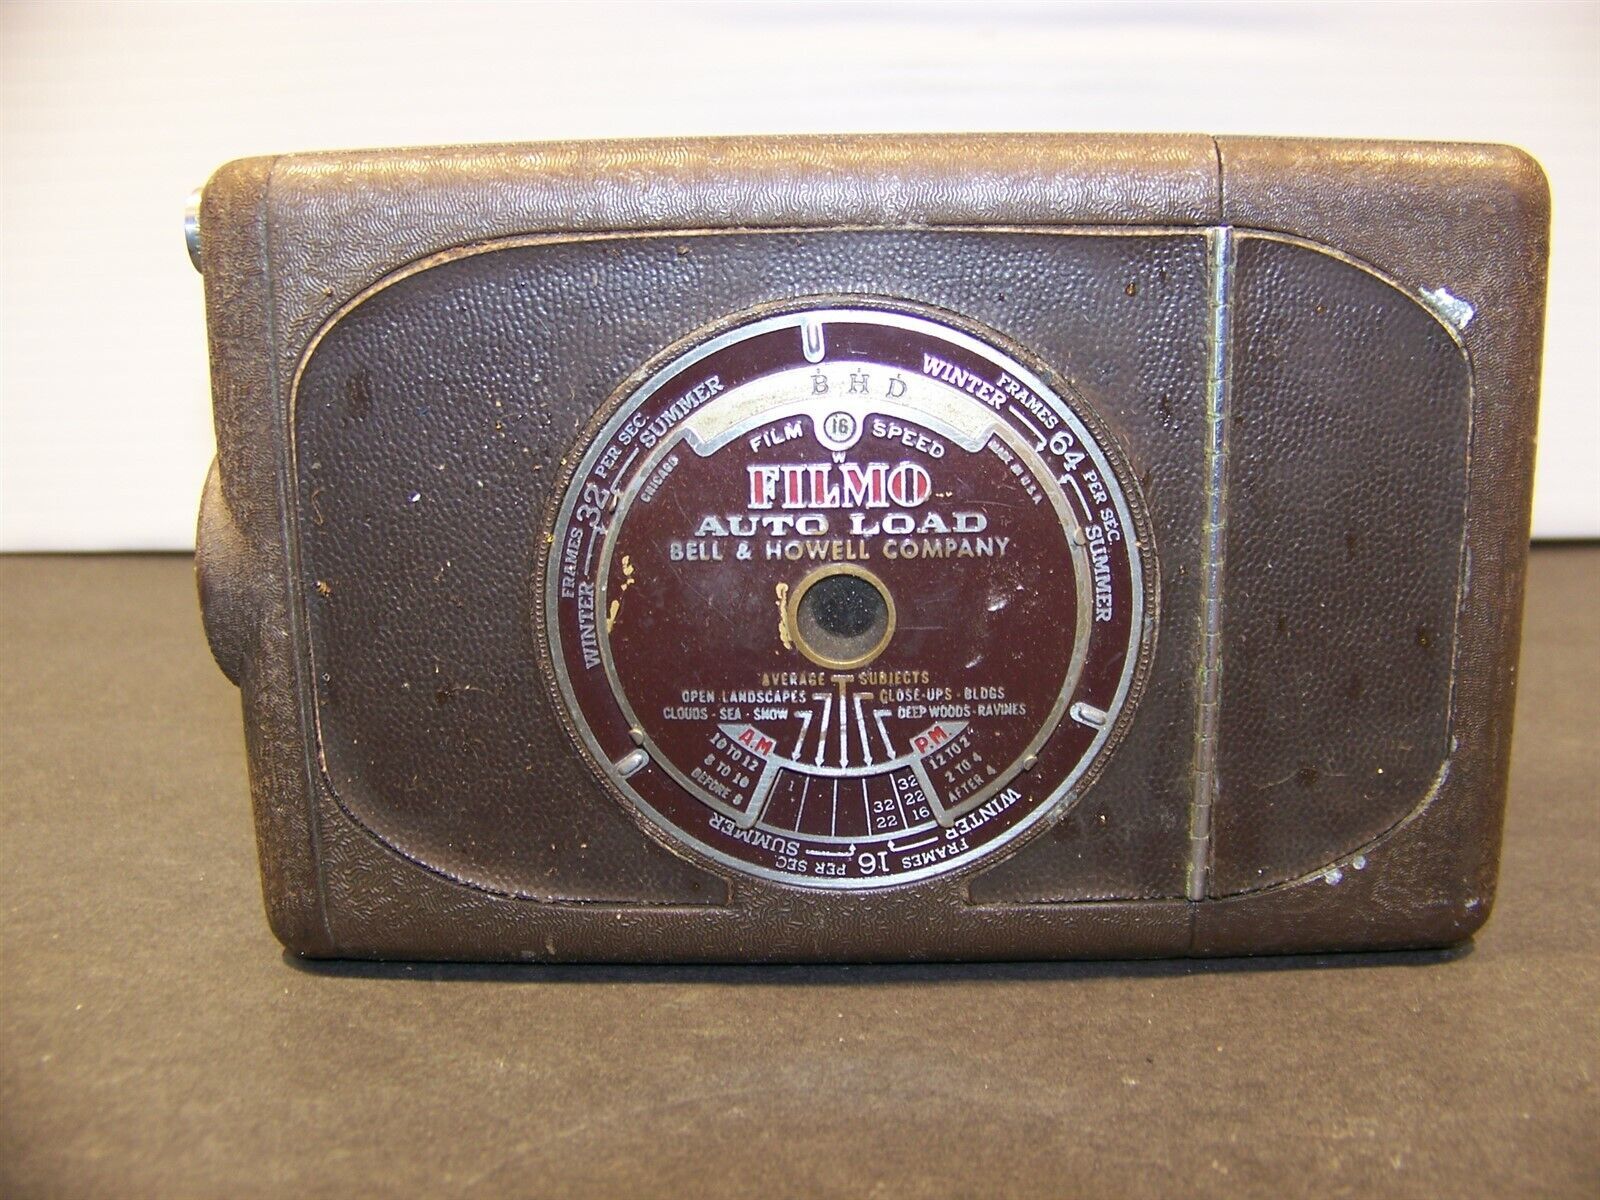 B H D
FILM 16 SPEED
W
CHICAGO
MADE IN U.S.A.
FILMO
AUTO LOAD
BELL & HOWELL COMPANY
AVERAGE SUBJECTS
OPEN LANDSCAPES CLOSE-UPS - BLDGS
CLOUDS - SEA - SNOW DEEP WOODS - RAVINES
A.M.
10 TO 12
8 TO 10
BEFORE 8
P.M.
12 TO 2
2 TO 4
AFTER 4
1 32
32 22
22 16
WINTER FRAMES 64 PER SEC. SUMMER
WINTER FRAMES 16 PER SEC. SUMMER
WINTER FRAMES 32 PER SEC. SUMMER